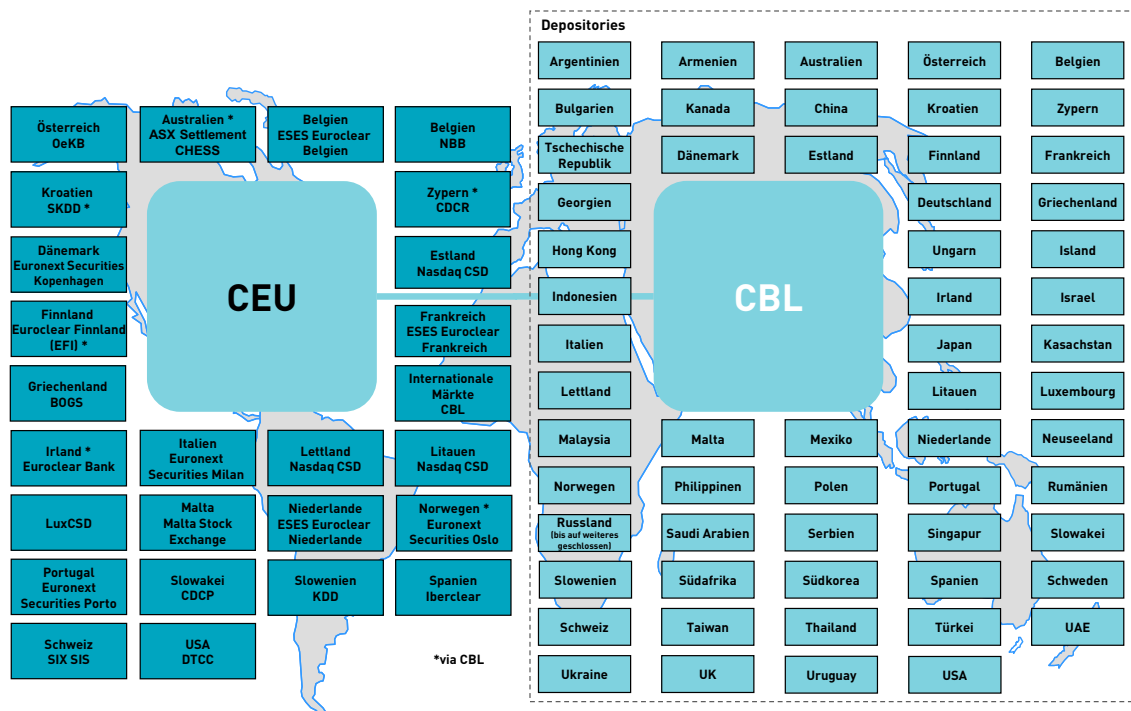 Depositories
Argentinien
Armenien
Australien
Österreich
Belgien
Bulgarien
Kanada
China
Kroatien
Zypern
Tschechische
Republik
Dänemark
Estland
Finnland
Frankreich
Georgien
Deutschland
Griechenland
Hong Kong
Ungarn
Island
Indonesien
Irland
Israel
Italien
Japan
Kasachstan
Lettland
Litauen
Luxembourg
Malaysia
Malta
Mexiko
Niederlande
Neuseeland
Norwegen
Philippinen
Polen
Portugal
Rumänien
Russland
(bis auf weiteres
geschlossen)
Saudi Arabien
Serbien
Singapur
Slowakei
Slowenien
Südafrika
Südkorea
Spanien
Schweden
Schweiz
Taiwan
Thailand
Türkei
UAE
Ukraine
UK
Uruguay
USA
CBL
CEU
Österreich
OeKB
Australien *
ASX Settlement
CHESS
Belgien
ESES Euroclear
Belgien
Belgien
NBB
Kroatien
SKDD *
Zypern *
CDCR
Dänemark
Euronext Securities
Kopenhagen
Estland
Nasdaq CSD
Finnland
Euroclear Finnland
(EFI) *
Frankreich
ESES Euroclear
Frankreich
Griechenland
BOGS
Internationale
Märkte
CBL
Irland *
Euroclear Bank
Italien
Euronext
Securities Milan
Lettland
Nasdaq CSD
Litauen
Nasdaq CSD
LuxCSD
Malta
Malta Stock
Exchange
Niederlande
ESES Euroclear
Niederlande
Norwegen *
Euronext
Securities Oslo
Portugal
Euronext
Securities Porto
Slowakei
CDCP
Slowenien
KDD
Spanien
Iberclear
Schweiz
SIX SIS
USA
DTCC
*via CBL